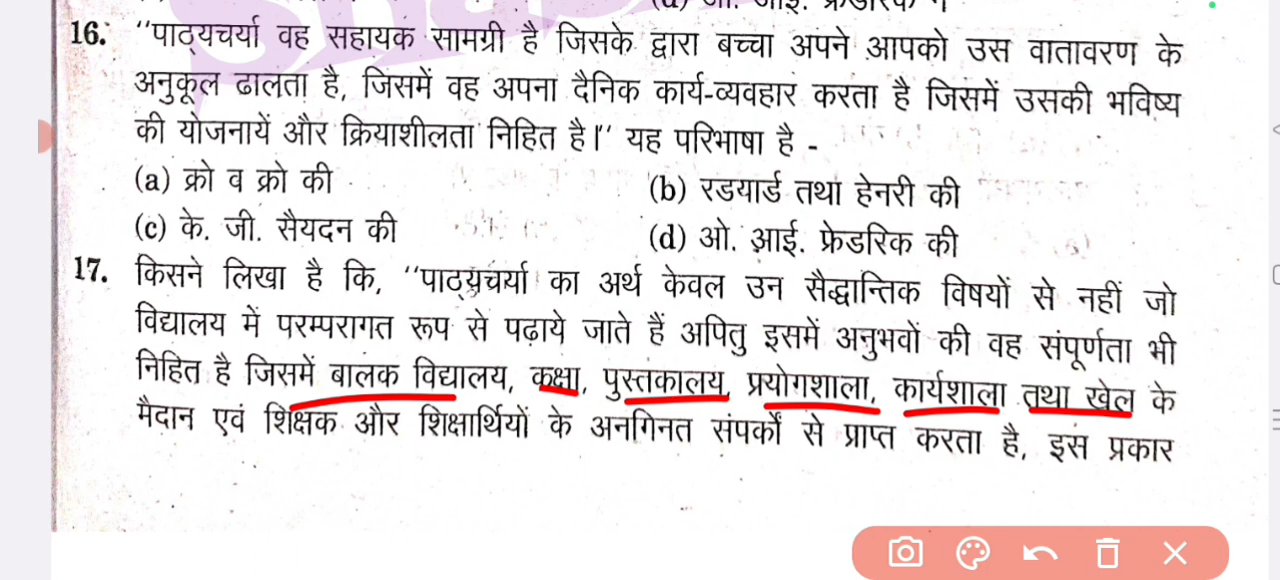 16. ‘‘पाठ्यचर्या वह सहायक सामग्री है जिसके द्वारा बच्चा अपने आपको उस वातावरण के
अनुकूल ढालता है, जिसमें वह अपना दैनिक कार्य-व्यवहार करता है जिसमें उसकी भविष्य
की योजनायें और क्रियाशीलता निहित है।’’ यह परिभाषा है -
(a) क्रो व क्रो की (b) रडयार्ड तथा हेनरी की
(c) के. जी. सैयदन की (d) ओ. आई. फ्रेडरिक की
17. किसने लिखा है कि, ‘‘पाठ्यचर्या का अर्थ केवल उन सैद्धान्तिक विषयों से नहीं जो
विद्यालय में परम्परागत रूप से पढ़ाये जाते हैं अपितु इसमें अनुभवों की वह संपूर्णता भी
निहित है जिसमें बालक विद्यालय, कक्षा, पुस्तकालय, प्रयोगशाला, कार्यशाला तथा खेल के
मैदान एवं शिक्षक और शिक्षार्थियों के अनगिनत संपर्कों से प्राप्त करता है, इस प्रकार